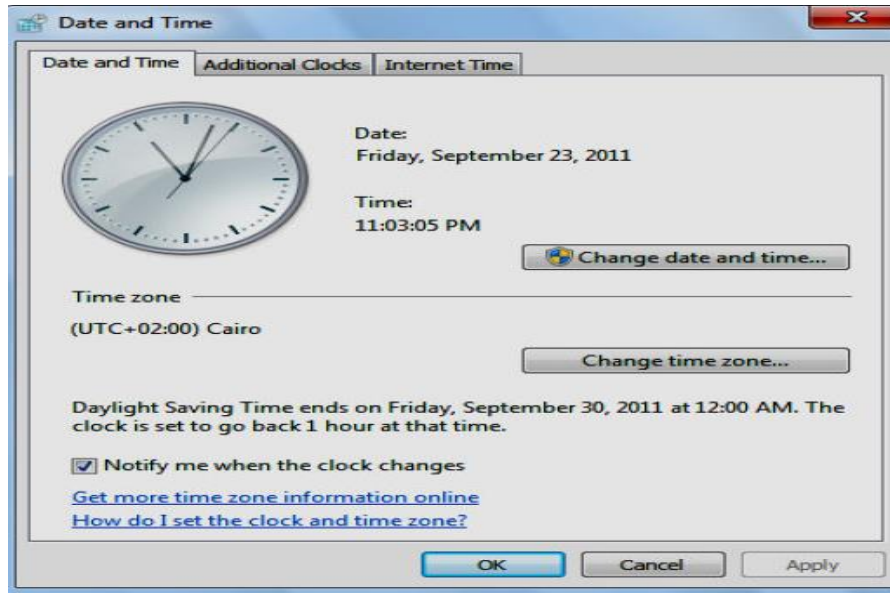 Date and Time
Date and Time
Additional Clocks
Internet Time
Date:
Friday, September 23, 2011
Time:
11:03:05 PM
Change date and time...
Time zone
(UTC+02:00) Cairo
Change time zone...
Daylight Saving Time ends on Friday, September 30, 2011 at 12:00 AM. The
clock is set to go back 1 hour at that time.
Notify me when the clock changes
Get more time zone information online
How do I set the clock and time zone?
OK
Cancel
Apply